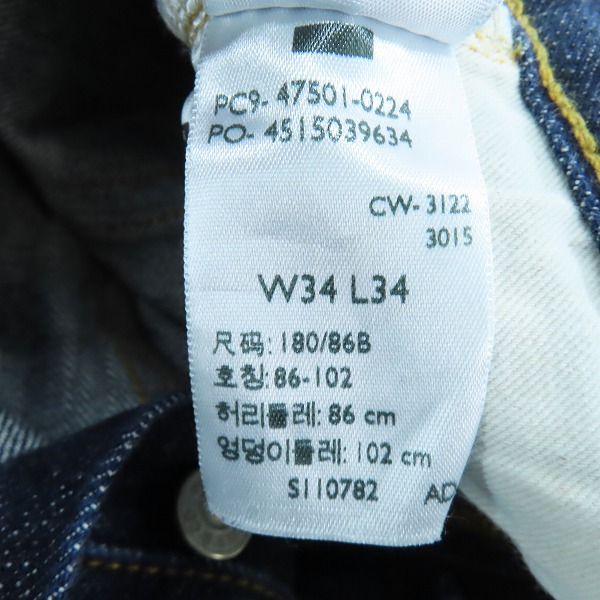 PC9- 47501-0224
PO- 4515039634
CW- 3122
3015
W34 L34
尺码: 180/86B
호칭: 86-102
허리둘레: 86 cm
엉덩이둘레: 102 cm
S110782 AD